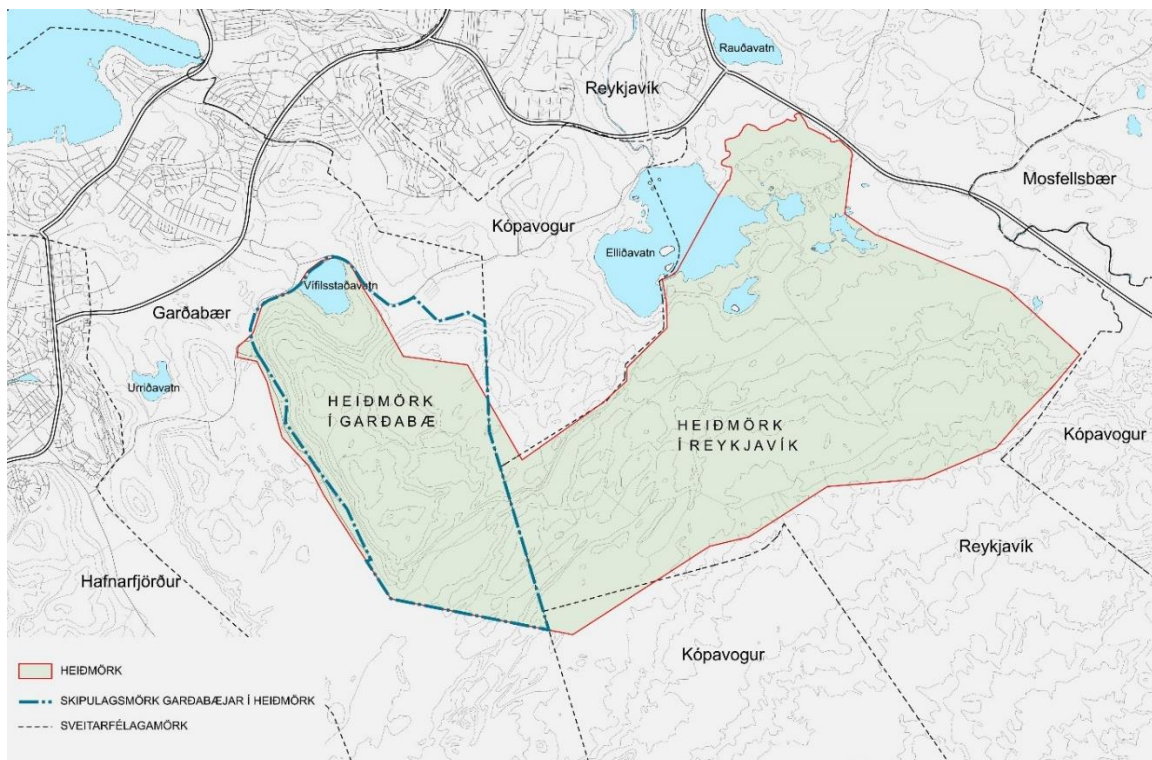 Rauðavatn
Reykjavík
Mosfellsbær
Kópavogur
Elliðavatn
Vífilsstaðavatn
Garðabær
Urriðavatn
HEIÐMÖRK
Í GARÐABÆ
HEIÐMÖRK
Í REYKJAVÍK
Kópavogur
Reykjavík
Hafnarfjörður
Kópavogur
HEIÐMÖRK
SKIPULAGSMÖRK GARÐABÆJAR Í HEIÐMÖRK
SVEITARFÉLAGAMÖRK